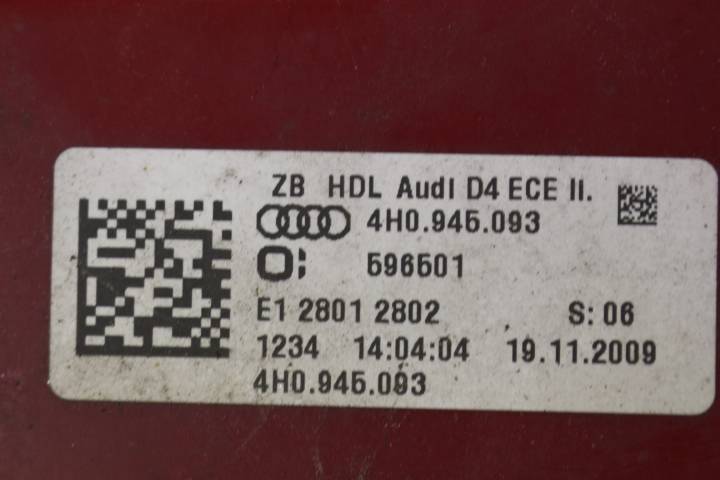 ZB HDL Audi D4 ECE II.
4H0.945.093
O: 596501
E1 2801 2802 S: 06
1234 14:04:04 19.11.2009
4H0.945.093